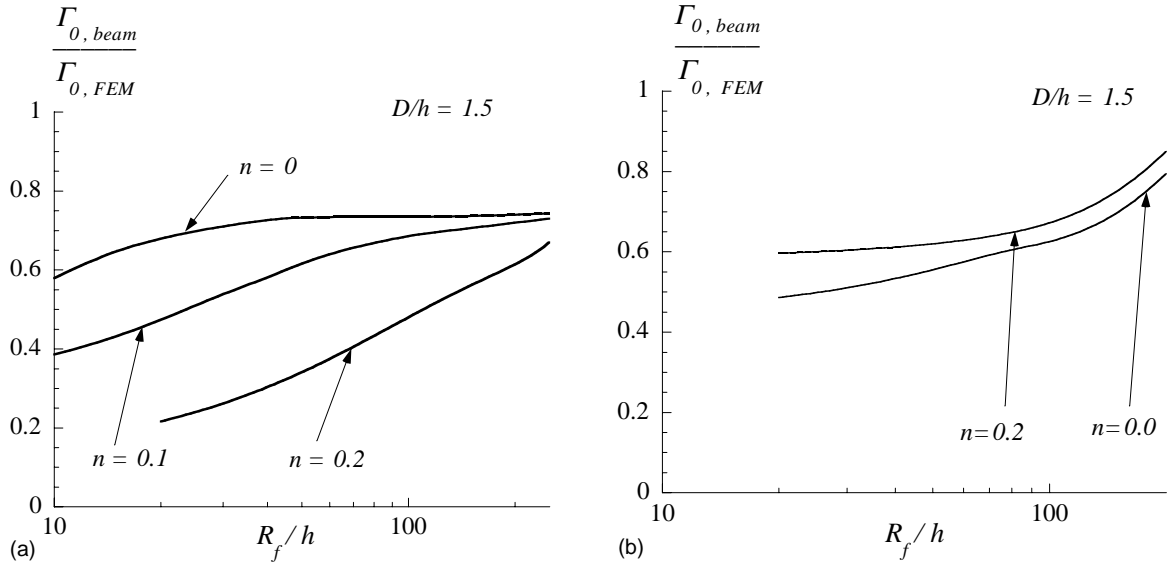 Γ0, beam
Γ0, FEM
D/h = 1.5
1
0.8
0.6
0.4
0.2
0
n = 0
n = 0.1
n = 0.2
10
100
Rf / h
(a)
Γ0, beam
Γ0, FEM
D/h = 1.5
1
0.8
0.6
0.4
0.2
0
n=0.2
n=0.0
10
100
Rf / h
(b)